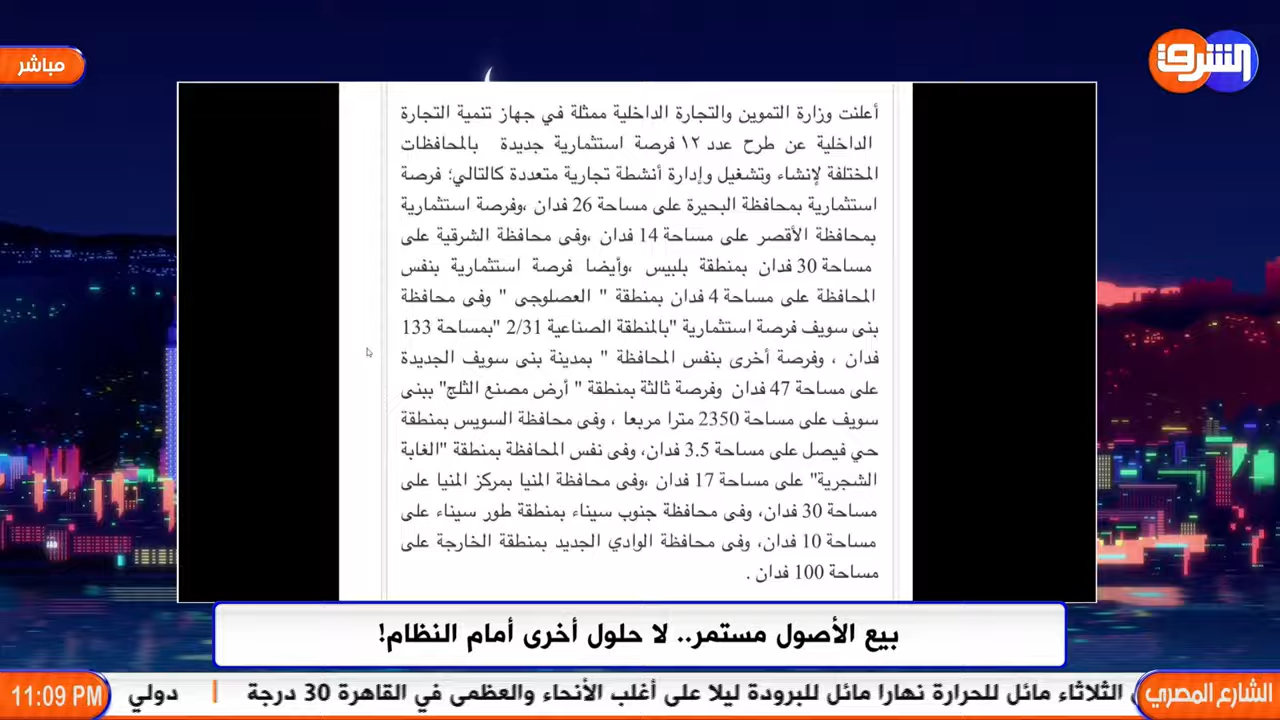 مباشر
الشرق
أعلنت وزارة التموين والتجارة الداخلية ممثلة في جهاز تنمية التجارة
الداخلية عن طرح عدد ١٢ فرصة استثمارية جديدة بالمحافظات
المختلفة لإنشاء وتشغيل وإدارة أنشطة تجارية متعددة كالتالي؛ فرصة
استثمارية بمحافظة البحيرة على مساحة 26 فدان ،وفرصة استثمارية
بمحافظة الأقصر على مساحة 14 فدان ،وفى محافظة الشرقية على
مساحة 30 فدان بمنطقة بلبيس ،وأيضا فرصة استثمارية بنفس
المحافظة على مساحة 4 فدان بمنطقة " العصلوجى " وفى محافظة
بنى سويف فرصة استثمارية "بالمنطقة الصناعية 2/31 "بمساحة 133
فدان ، وفرصة أخرى بنفس المحافظة " بمدينة بنى سويف الجديدة
على مساحة 47 فدان وفرصة ثالثة بمنطقة " أرض مصنع الثلج" ببنى
سويف على مساحة 2350 مترا مربعا ، وفى محافظة السويس بمنطقة
حي فيصل على مساحة 3.5 فدان، وفى نفس المحافظة بمنطقة "الغابة
الشجرية" على مساحة 17 فدان ،وفى محافظة المنيا بمركز المنيا على
مساحة 30 فدان، وفى محافظة جنوب سيناء بمنطقة طور سيناء على
مساحة 10 فدان، وفى محافظة الوادي الجديد بمنطقة الخارجة على
مساحة 100 فدان .
بيع الأصول مستمر.. لا حلول أخرى أمام النظام!
الشارع المصري
، الثلاثاء مائل للحرارة نهارا مائل للبرودة ليلا على أغلب الأنحاء والعظمى في القاهرة 30 درجة | دولي
11:09 PM